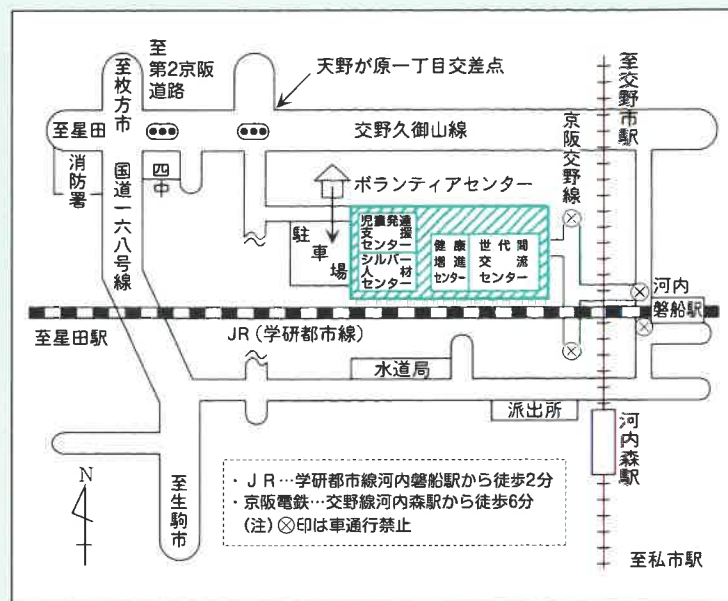 至
第2京阪
道路
至枚方市
天野が原一丁目交差点
至交野市駅
至星田
交野久御山線
京阪交野線
消防署
国道一六八号線
四中
ボランティアセンター
駐車場
児童発達
支援
センター
シルバー
人材
センター
健康
増進
センター
世代間
交流
センター
河内
磐船駅
至星田駅
JR(学研都市線)
水道局
派出所
河内森駅
N
至生駒市
・JR…学研都市線河内磐船駅から徒歩2分
・京阪電鉄…交野線河内森駅から徒歩6分
(注)⊗印は車通行禁止
至私市駅